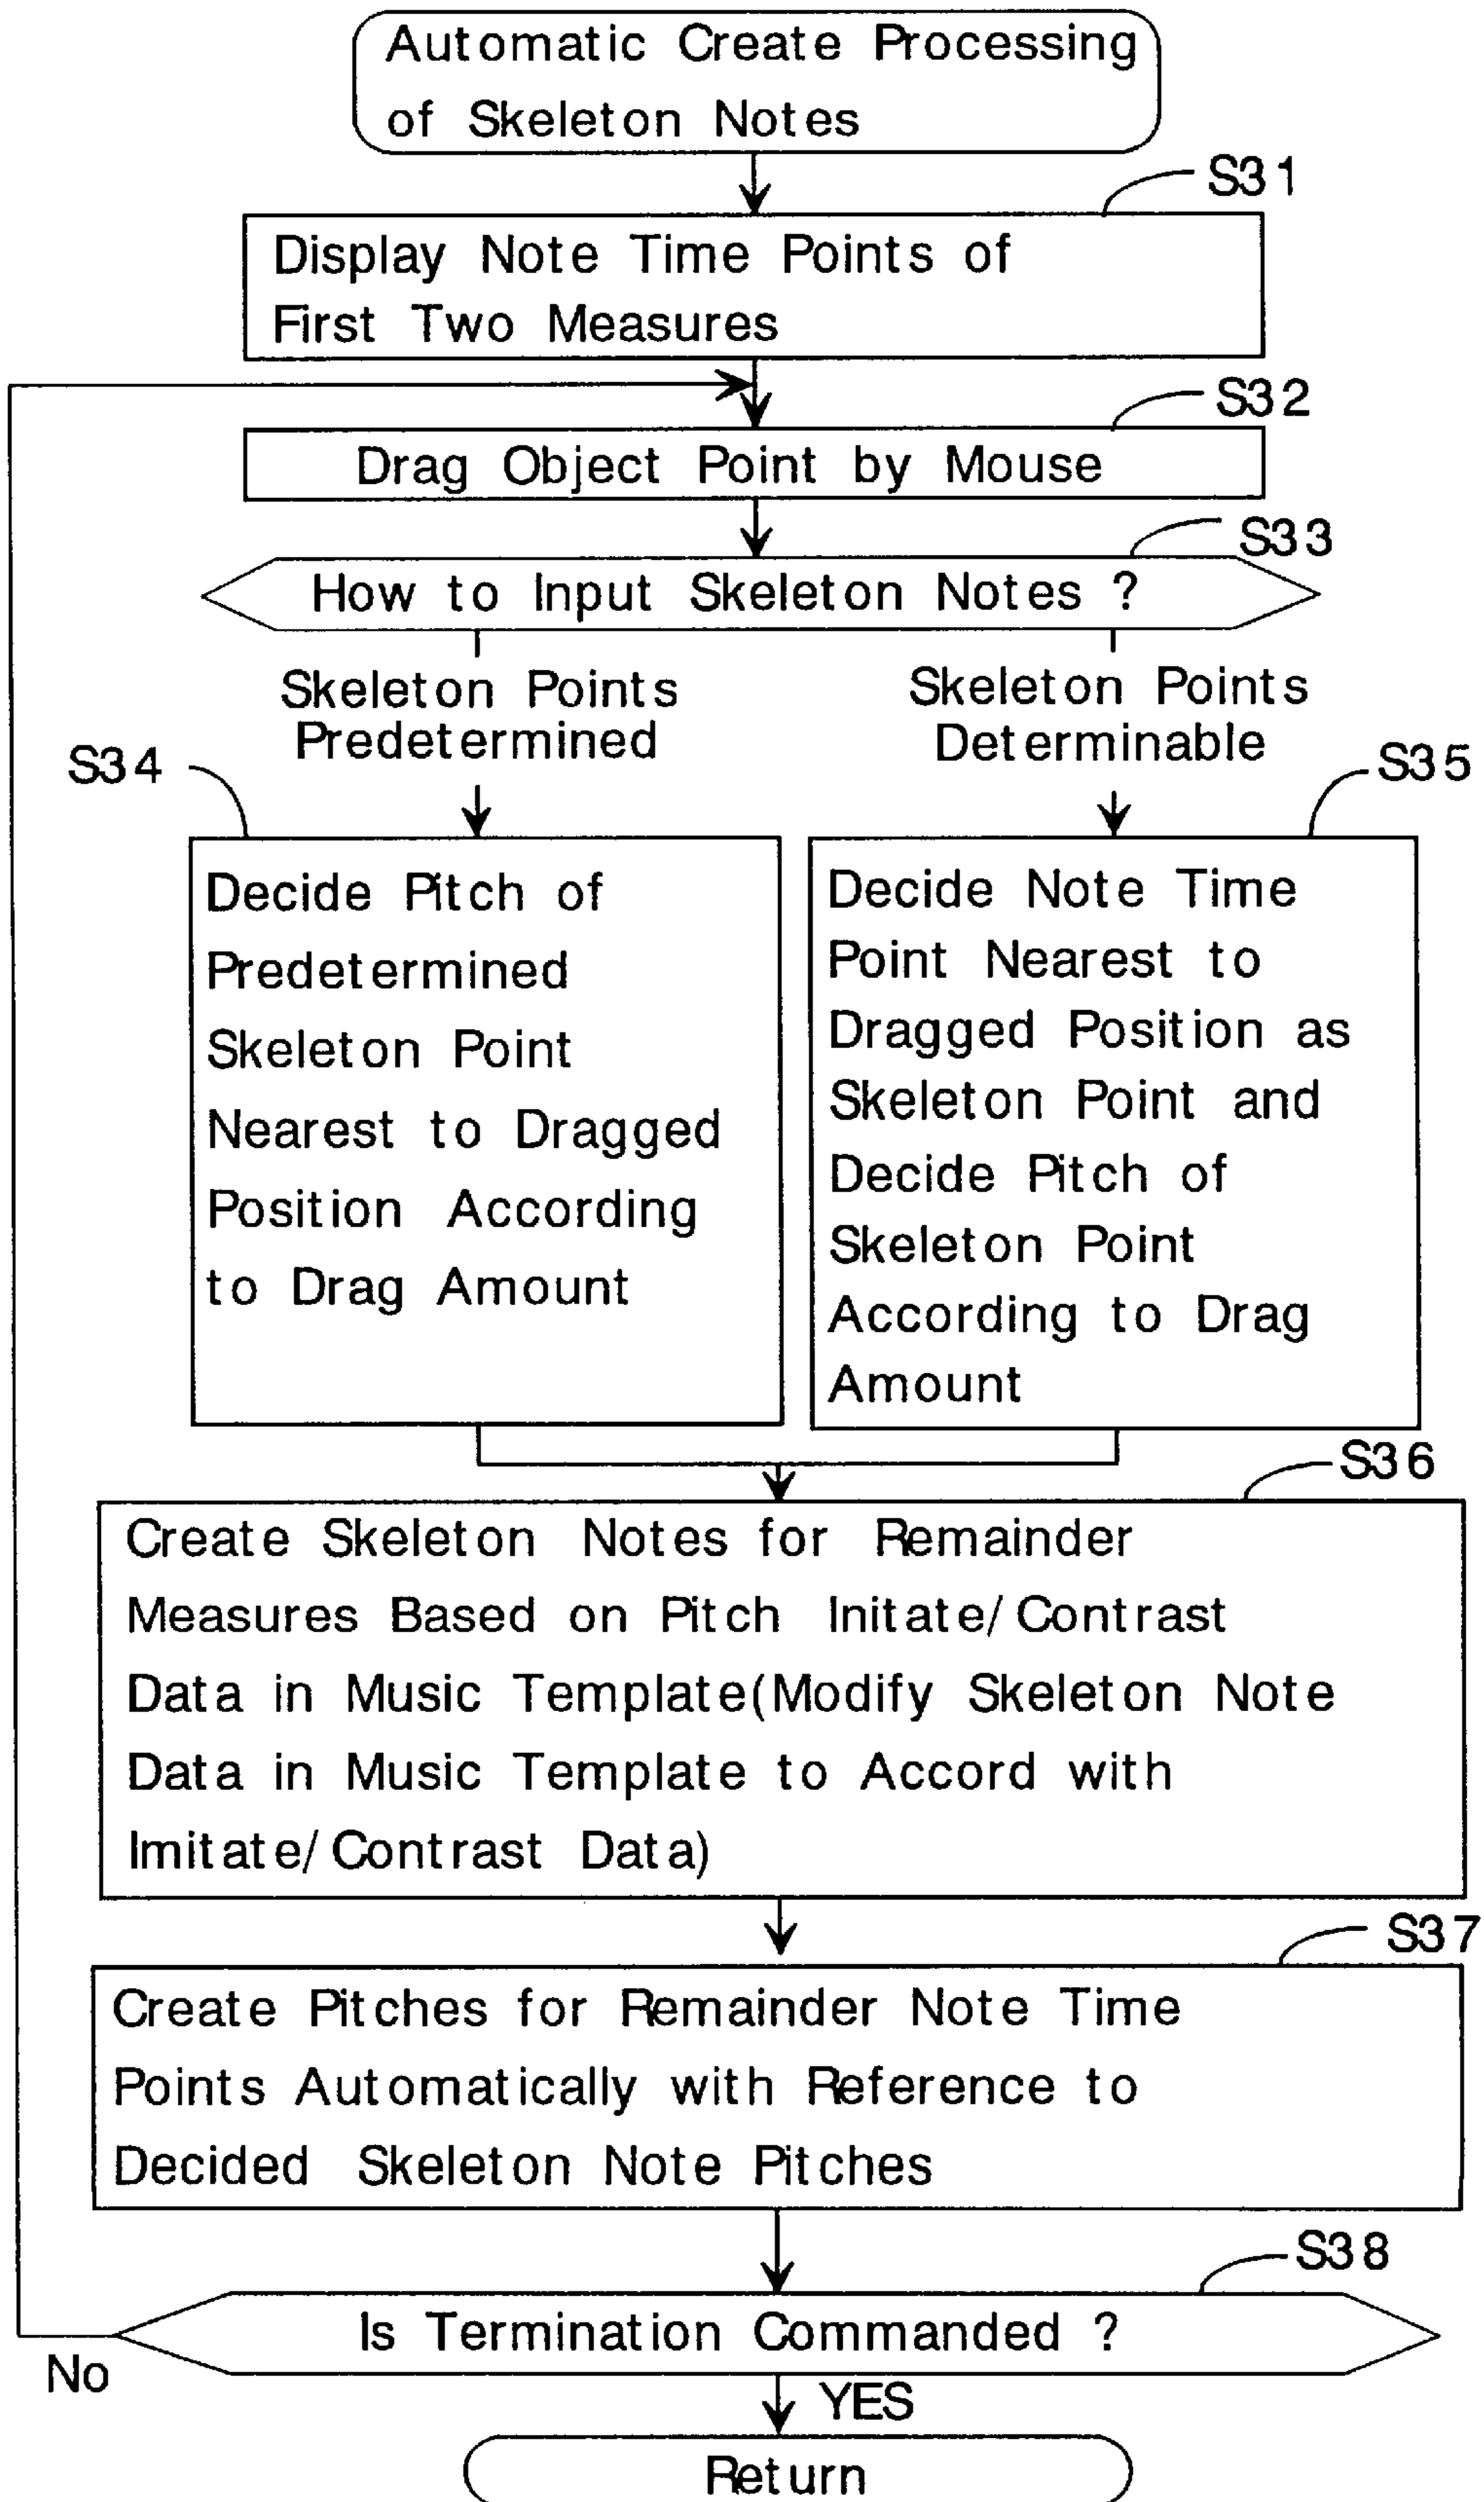 Automatic Create Processing
of Skeleton Notes
S31
Display Note Time Points of
First Two Measures
S32
Drag Object Point by Mouse
S33
How to Input Skeleton Notes ?
Skeleton Points
Predetermined
Skeleton Points
Determinable
S34
S35
Decide Pitch of
Predetermined
Skeleton Point
Nearest to Dragged
Position According
to Drag Amount
Decide Note Time
Point Nearest to
Dragged Position as
Skeleton Point and
Decide Pitch of
Skeleton Point
According to Drag
Amount
S36
Create Skeleton Notes for Remainder
Measures Based on Pitch Initate/Contrast
Data in Music Template(Modify Skeleton Note
Data in Music Template to Accord with
Imitate/Contrast Data)
S37
Create Pitches for Remainder Note Time
Points Automatically with Reference to
Decided Skeleton Note Pitches
S38
Is Termination Commanded ?
No
YES
Return